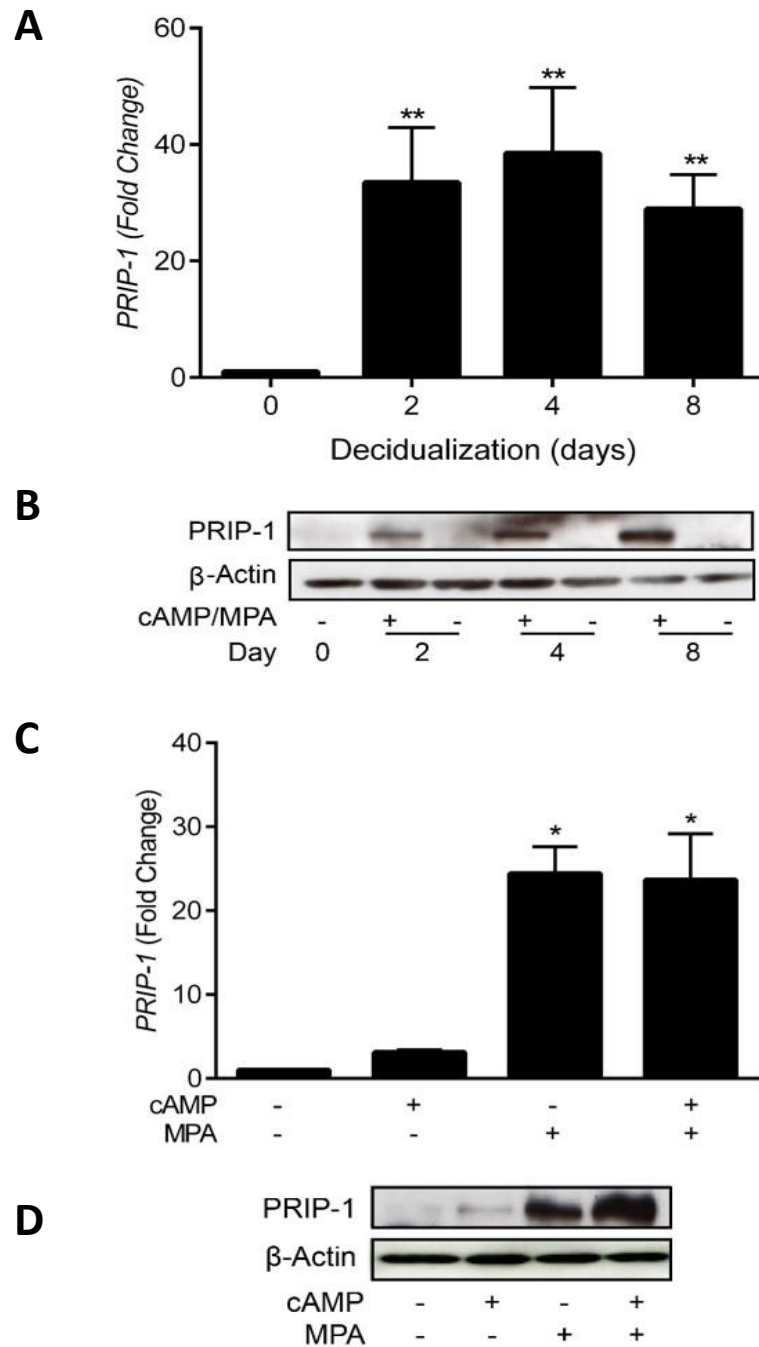 A
PRIP-1 (Fold Change)
60
40
20
0
** ** **
0 2 4 8
Decidualization (days)
B
PRIP-1
β-Actin
cAMP/MPA - + - + - + -
Day 0 2 4 8
C
PRIP-1 (Fold Change)
40
30
20
10
0
* *
cAMP - + - +
MPA - - + +
D
PRIP-1
β-Actin
cAMP - + - +
MPA - - + +